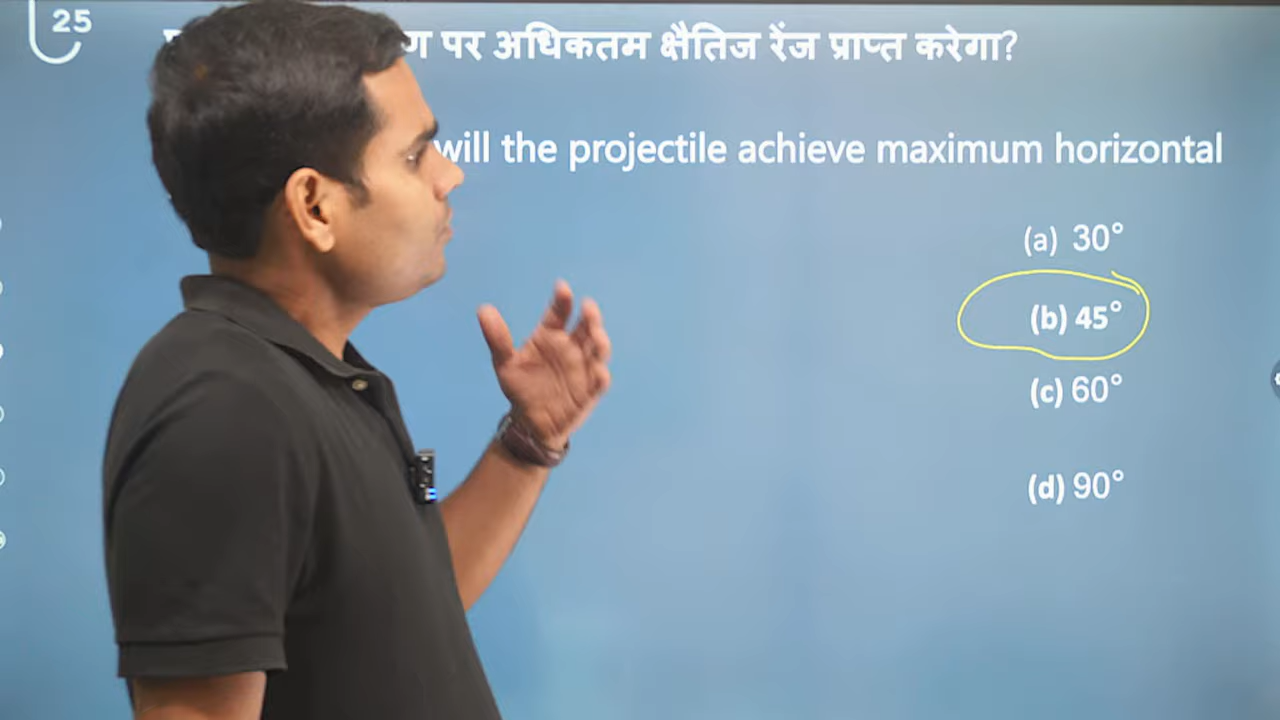 25
पर अधिकतम क्षैतिज रेंज प्राप्त करेगा?
will the projectile achieve maximum horizontal
(a) 30°
(b) 45°
(c) 60°
(d) 90°